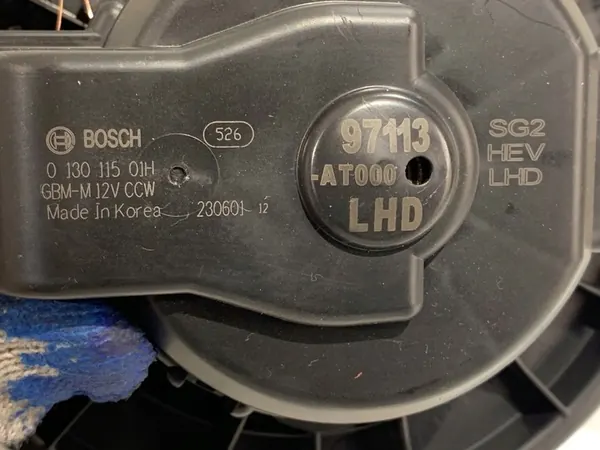 BOSCH
526
0 130 115 01H
GBM-M 12V CCW
Made In Korea 230601 12
97113
-AT000
LHD
SG2
HEV
LHD